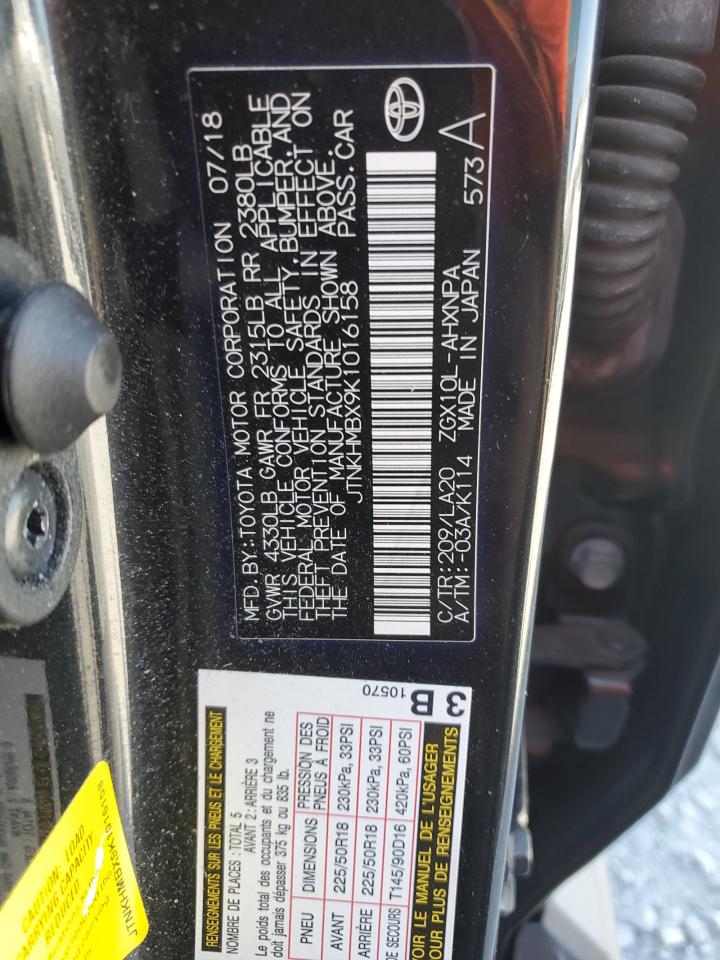 MFD.BY:TOYOTA MOTOR CORPORATION 07/18
GVWR 4330LB GAWR FR 2315LB RR 2380LB
THIS VEHICLE CONFORMS TO ALL APPLICABLE
FEDERAL MOTOR VEHICLE SAFETY,BUMPER,AND
THEFT PREVENTION STANDARDS IN EFFECT ON
THE DATE OF MANUFACTURE SHOWN ABOVE.
JTNKHMBX9K1016158 PASS.CAR
C/TR:209/LA20 ZGX10L-AHXNPA
A/TM:-03A/K114 MADE IN JAPAN 573 A
RENSEIGNEMENTS SUR LES PNEUS ET LE CHARGEMENT
NOMBRE DE PLACES : TOTAL 5
AVANT 2 : ARRIÈRE 3
Le poids total des occupants et du chargement ne
doit jamais dépasser 375 kg ou 835 lb.
PNEU DIMENSIONS PRESSION DES PNEUS À FROID
AVANT 225/50R18 230kPa, 33PSI
ARRIÈRE 225/50R18 230kPa, 33PSI
DE SECOURS T145/90D16 420kPa, 60PSI
VOIR LE MANUEL DE L'USAGER
POUR PLUS DE RENSEIGNEMENTS
3
B
10570
LOAD
CARRYING CAPACITY
REDUCED